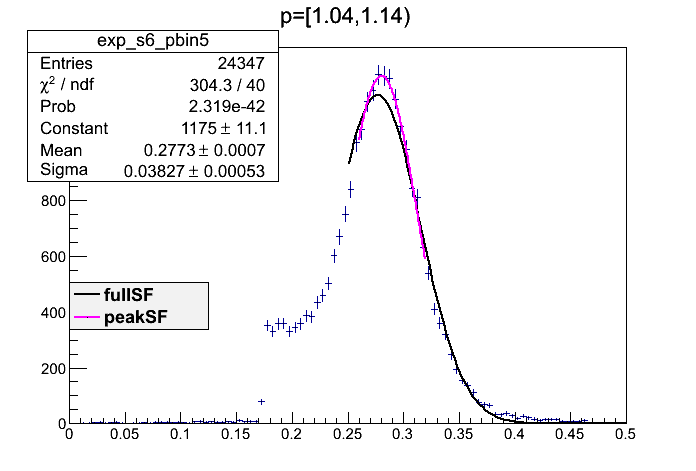 p=[1.04,1.14)
exp_s6_pbin5
Entries 24347
χ² / ndf 304.3 / 40
Prob 2.319e-42
Constant 1175 ± 11.1
Mean 0.2773 ± 0.0007
Sigma 0.03827 ± 0.00053
800
600
400
200
0
fullSF
peakSF
0 0.05 0.1 0.15 0.2 0.25 0.3 0.35 0.4 0.45 0.5